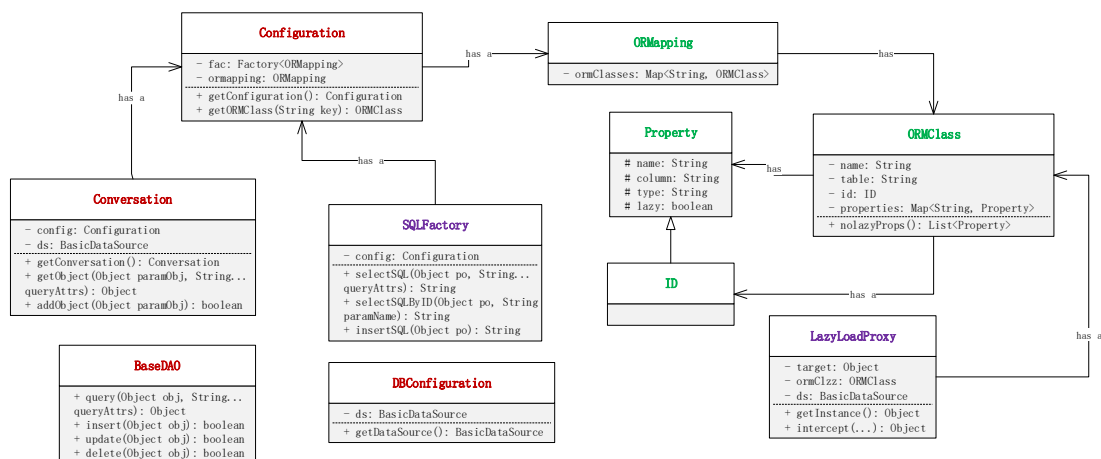 Configuration
- fac: Factory<ORMapping>
- ormapping: ORMapping
+ getConfiguration(): Configuration
+ getORMClass(String key): ORMClass
has a
ORMapping
- ormClasses: Map<String, ORMClass>
has
has a
has a
Property
# name: String
# column: String
# type: String
# lazy: boolean
has
ORMClass
- name: String
- table: String
- id: ID
- properties: Map<String, Property>
+ nolazyProps(): List<Property>
Conversation
- config: Configuration
- ds: BasicDataSource
+ getConversation(): Conversation
+ getObject(Object paramObj, String...
queryAttrs): Object
+ addObject(Object paramObj): boolean
SQLFactory
- config: Configuration
+ selectSQL(Object po, String...
queryAttrs): String
+ selectSQLByID(Object po, String
paramName): String
+ insertSQL(Object po): String
ID
has a
has a
BaseDAO
+ query(Object obj, String...
queryAttrs): Object
+ insert(Object obj): boolean
+ update(Object obj): boolean
+ delete(Object obj): boolean
DBConfiguration
- ds: BasicDataSource
+ getDataSource(): BasicDataSource
LazyLoadProxy
- target: Object
- ormClzz: ORMClass
- ds: BasicDataSource
+ getInstance(): Object
+ intercept(...): Object